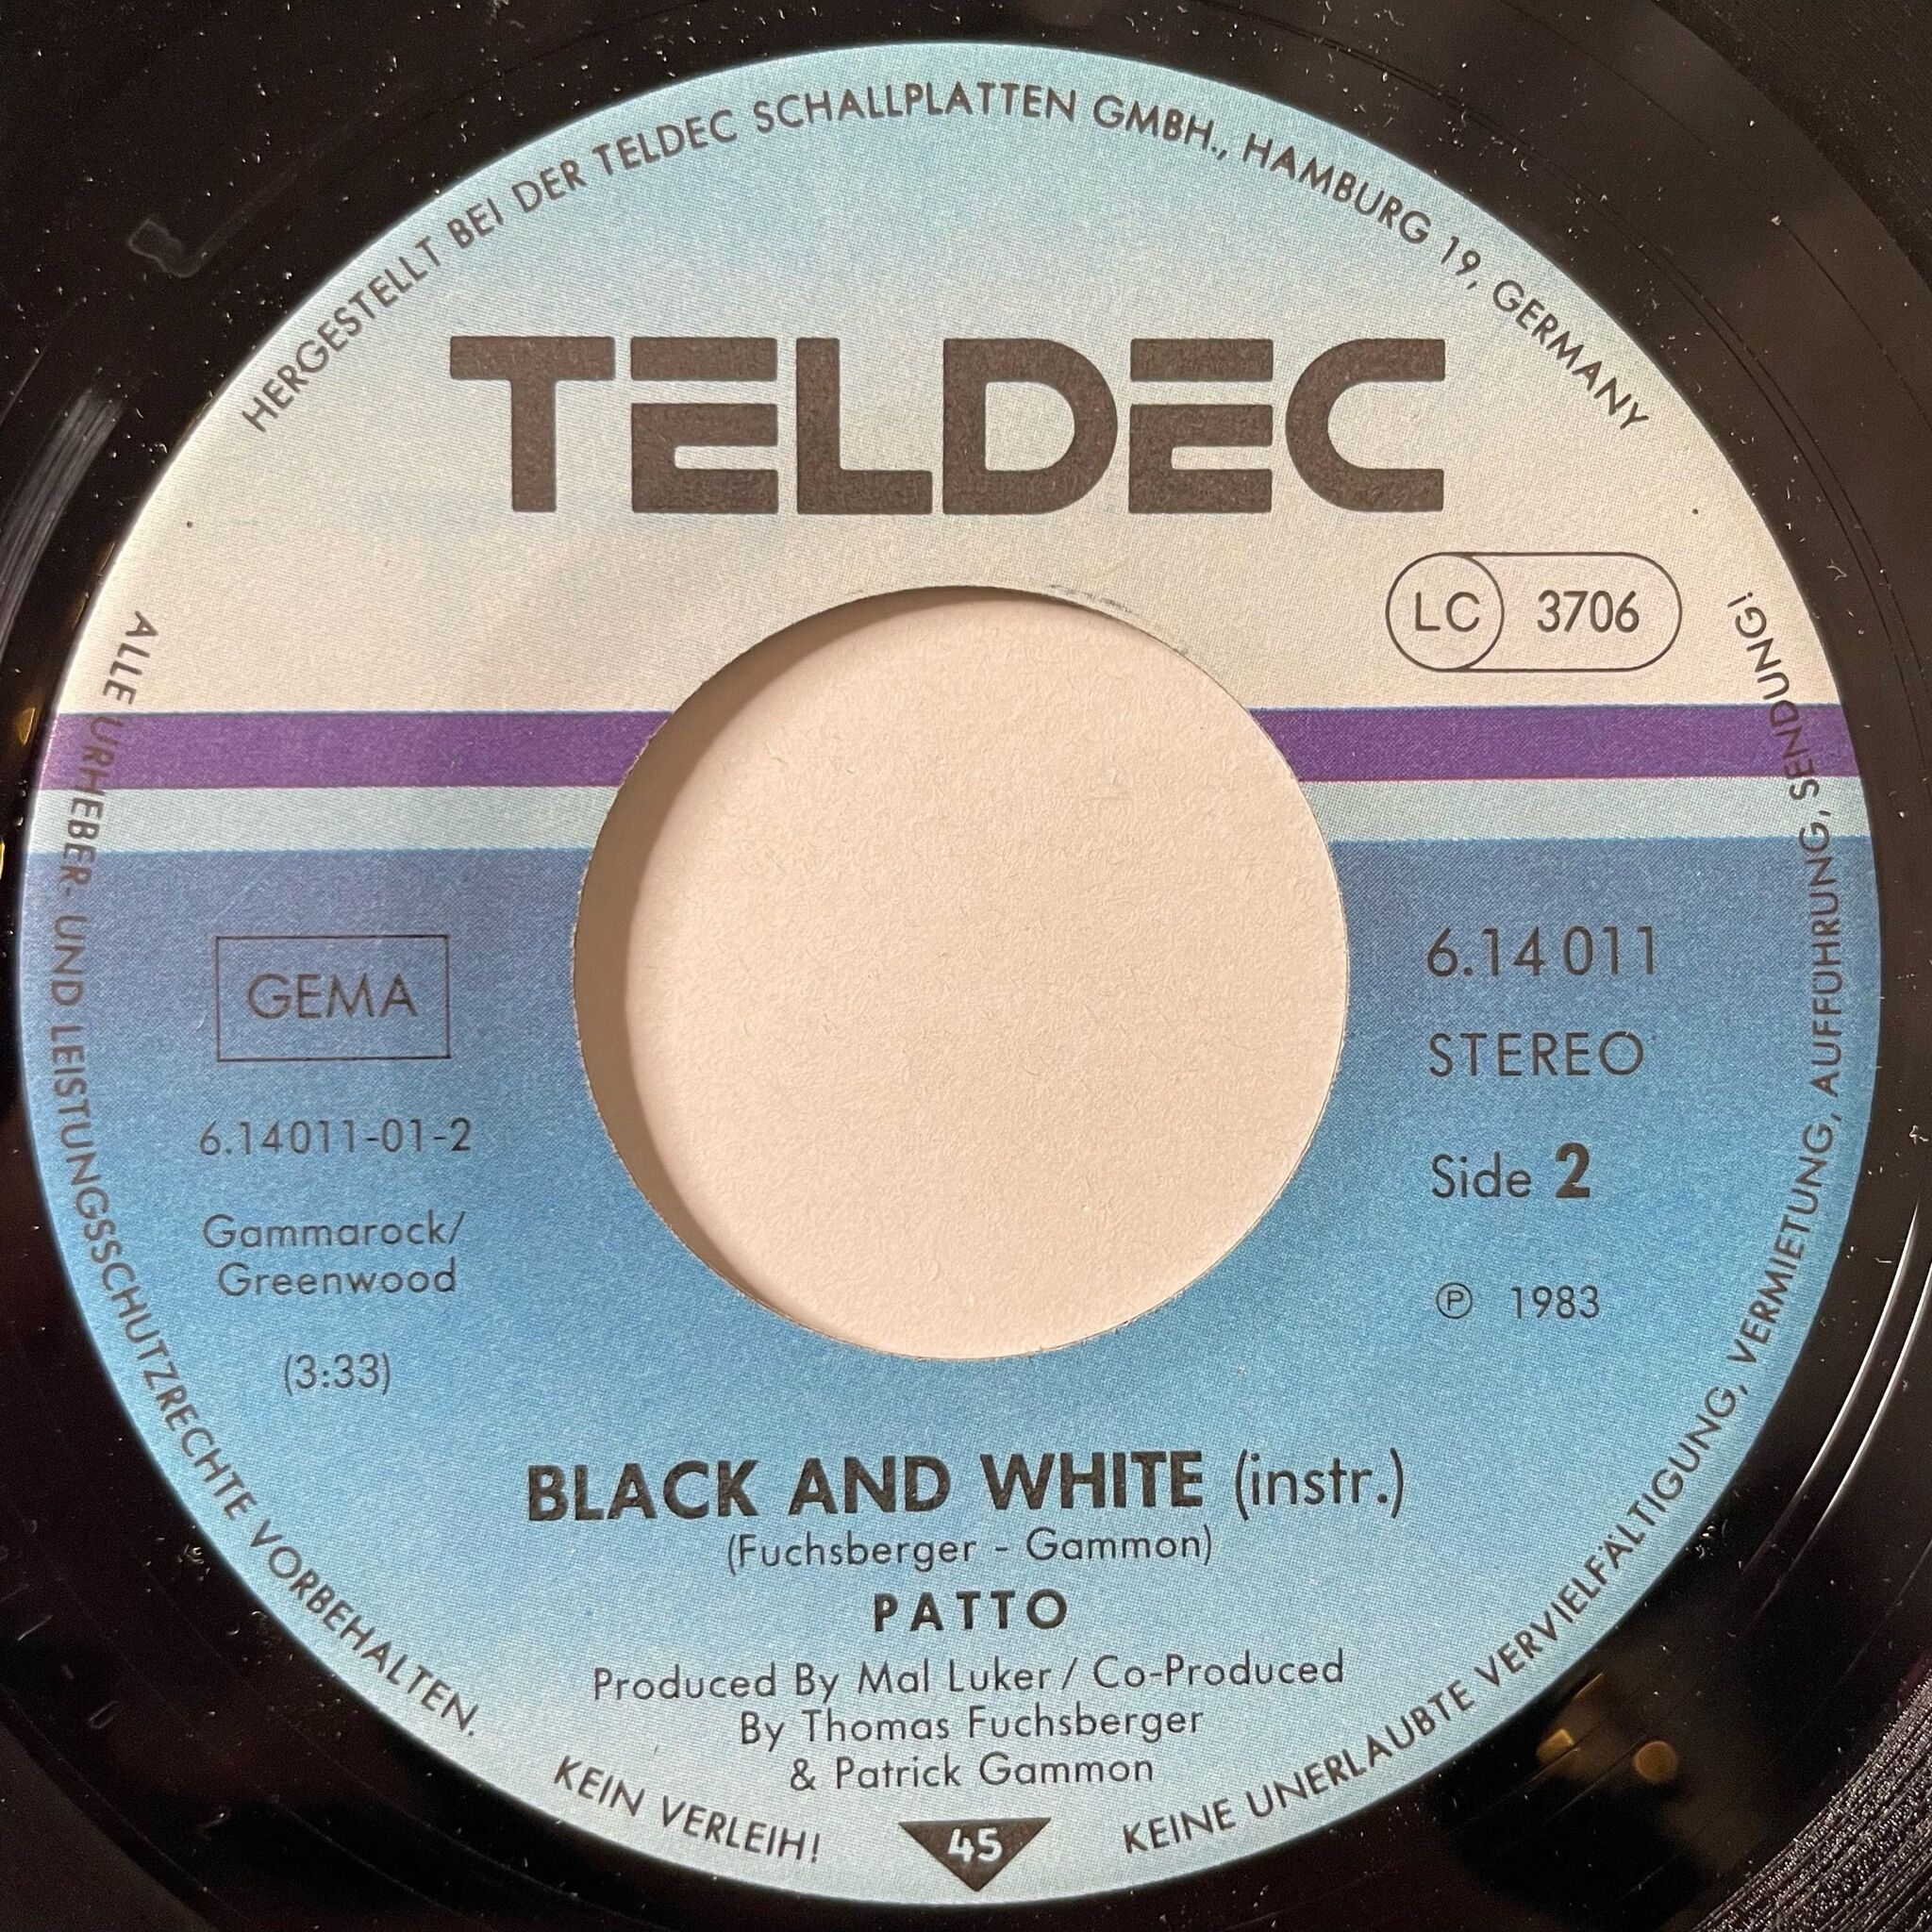 HERGESTELLT BEI DER TELDEC SCHALLPLATTEN GMBH., HAMBURG 19, GERMANY
TELDEC
LC 3706
GEMA
6.14011-01-2
Gammarock/
Greenwood
(3:33)
6.14 011
STEREO
Side 2
℗ 1983
BLACK AND WHITE (instr.)
(Fuchsberger - Gammon)
PATTO
Produced By Mal Luker / Co-Produced
By Thomas Fuchsberger
& Patrick Gammon
45
ALLE URHEBER- UND LEISTUNGSSCHUTZRECHTE VORBEHALTEN. KEIN VERLEIH! KEINE UNERLAUBTE VERVIELFÄLTIGUNG, VERMIETUNG, AUFFÜHRUNG, SENDUNG!